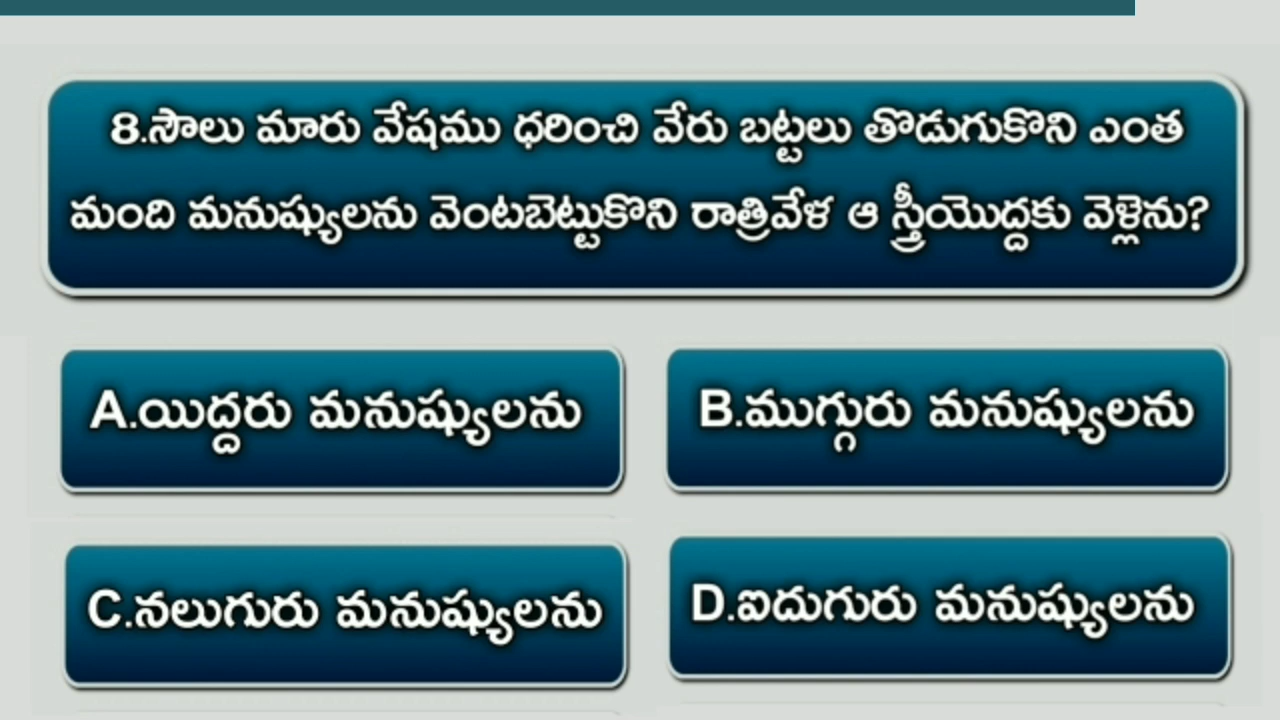 8.సౌలు మారు వేషము ధరించి వేరు బట్టలు తొడుగుకొని ఎంత
మంది మనుష్యులను వెంటబెట్టుకొని రాత్రివేళ ఆ స్త్రీయొద్దకు వెళ్లెను?
A.యిద్దరు మనుష్యులను
B.ముగ్గురు మనుష్యులను
C.నలుగురు మనుష్యులను
D.ఐదుగురు మనుష్యులను